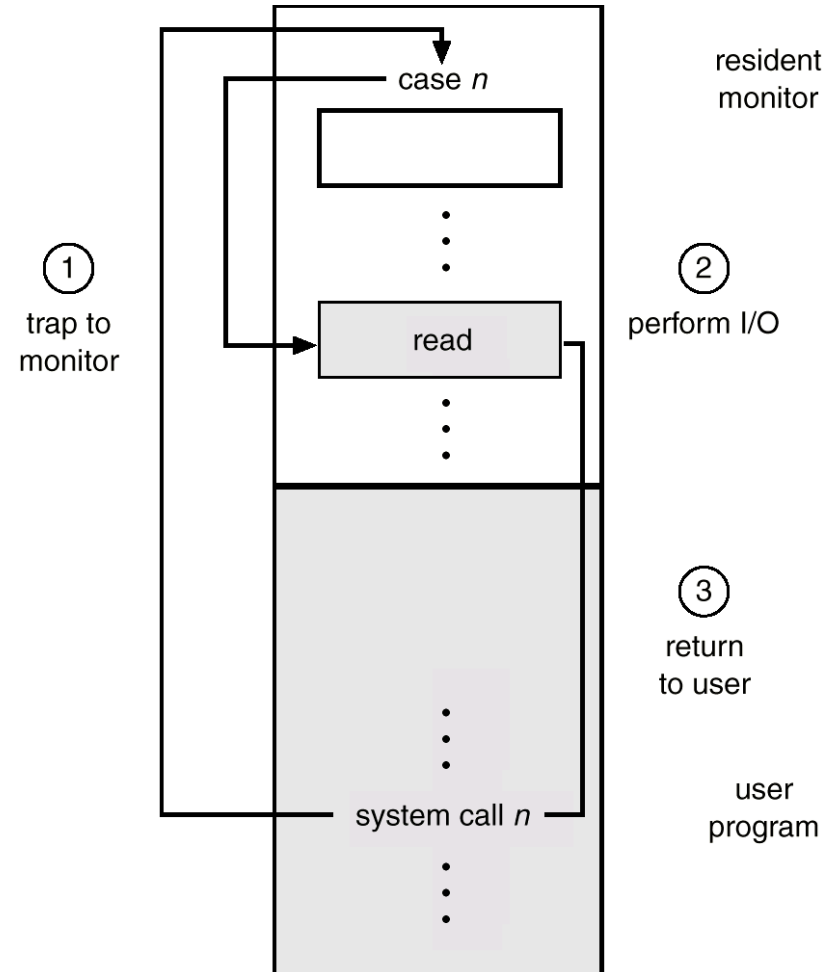 case n
resident
monitor
1
trap to
monitor
2
perform I/O
read
3
return
to user
system call n
user
program